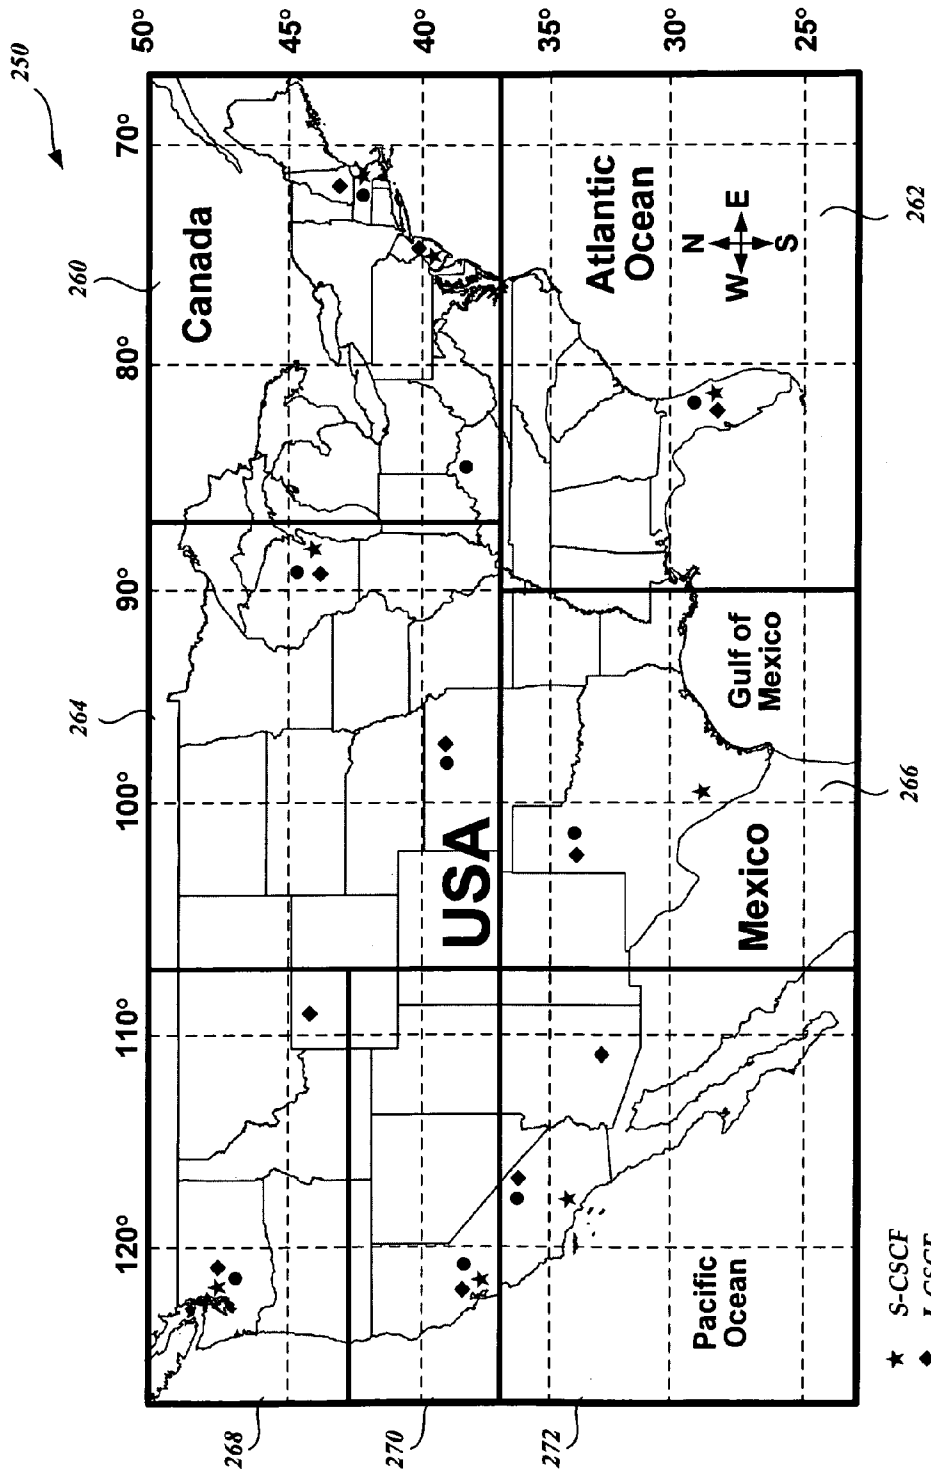 250
264
260
120°
110°
100°
90°
80°
70°
50°
268
Canada
45°
270
USA
40°
272
35°
Atlantic
Ocean
30°
Pacific
Ocean
Mexico
Gulf of
Mexico
N
W E
S
25°
266
262
S-CSCF
I-CSCF